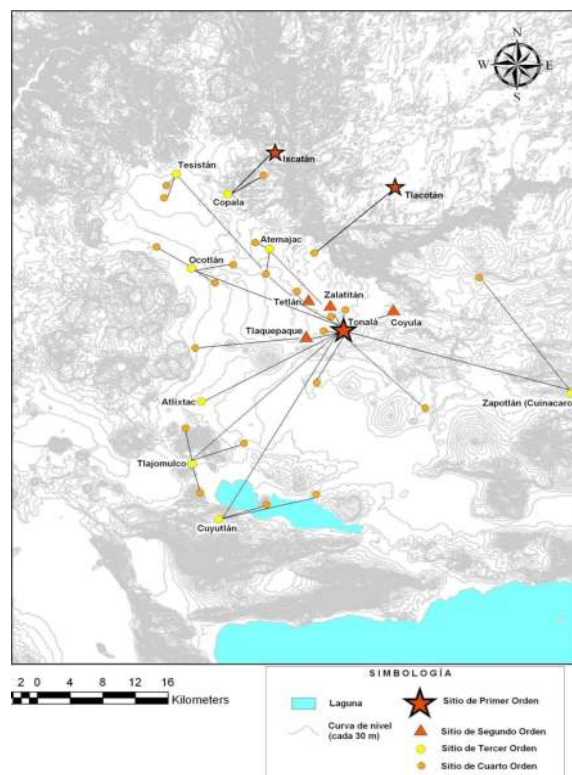 N
W E
S
Ixcatán
Tesistán
Tlacotán
Copala
Atemajac
Ocotlán
Zalatitán
Tetlán
Tonalá
Coyula
Tlaquepaque
Atlixtac
Zapotlán (Cuinacaro
Tlajomulco
Cuyutlán
2 0 4 8 12 16
Kilometers
SIMBOLOGÍA
Laguna
Curva de nivel
(cada 30 m)
Sitio de Primer Orden
Sitio de Segundo Orden
Sitio de Tercer Orden
Sitio de Cuarto Orden